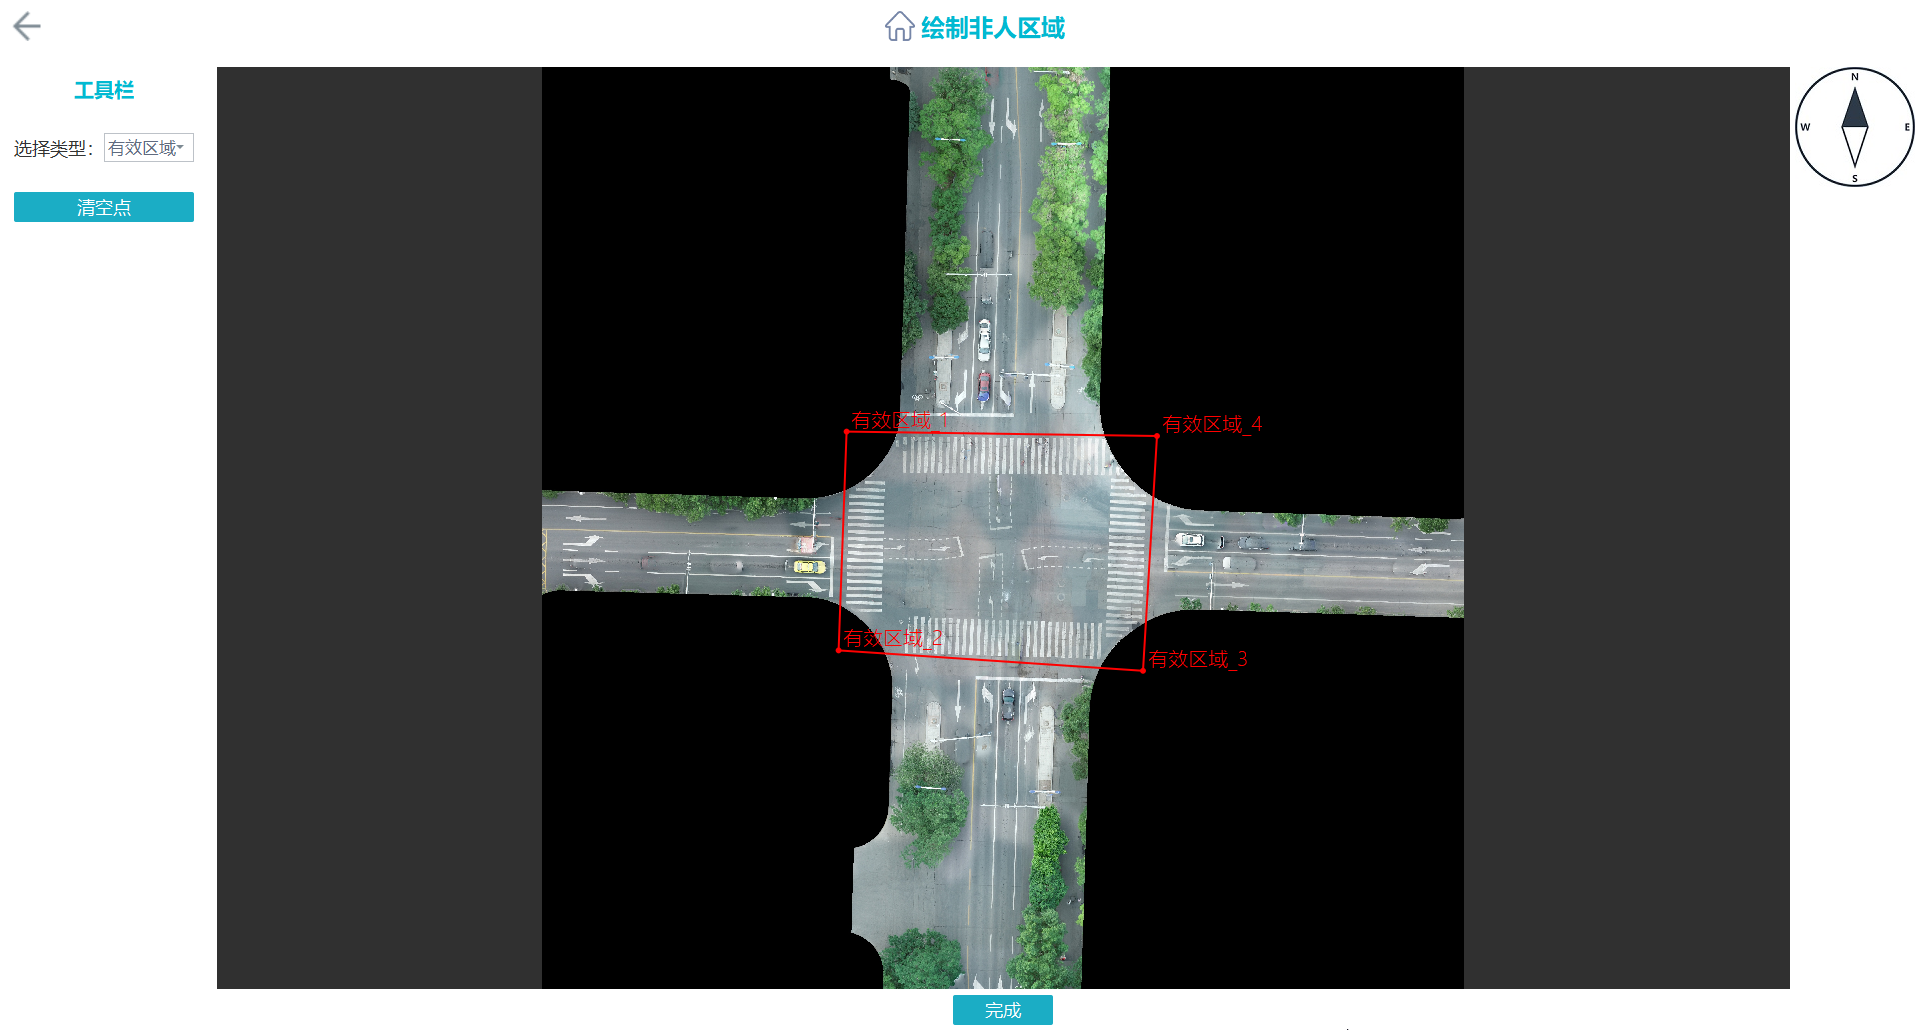 绘制非人区域
工具栏
选择类型：
有效区域
清空点
N
W
E
S
有效区域_1
有效区域_4
有效区域_2
有效区域_3
完成